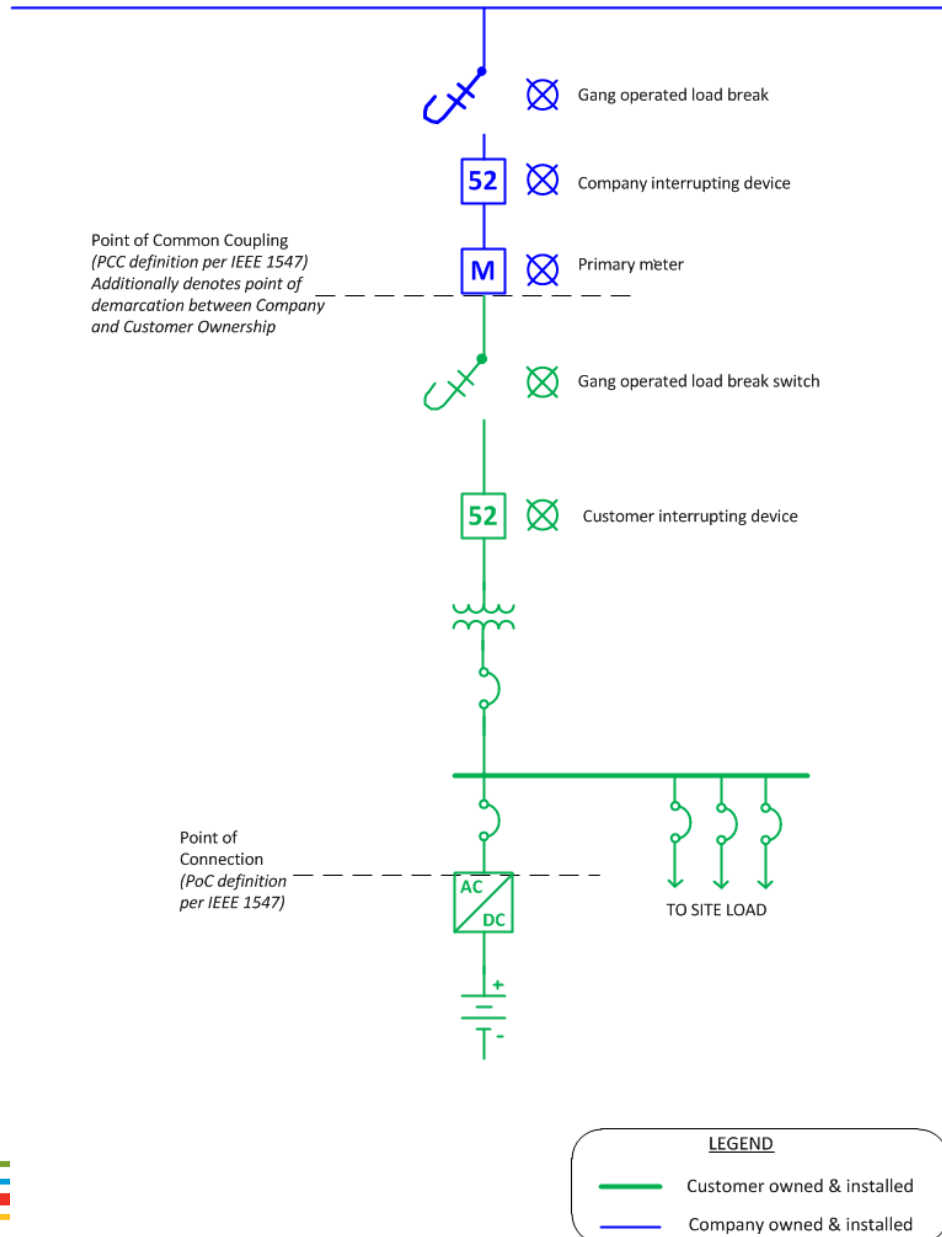 Gang operated load break
52
Company interrupting device
Point of Common Coupling
(PCC definition per IEEE 1547)
Additionally denotes point of
demarcation between Company
and Customer Ownership
M
Primary meter
Gang operated load break switch
52
Customer interrupting device
Point of
Connection
(PoC definition
per IEEE 1547)
AC
DC
TO SITE LOAD
+
-
LEGEND
Customer owned & installed
Company owned & installed